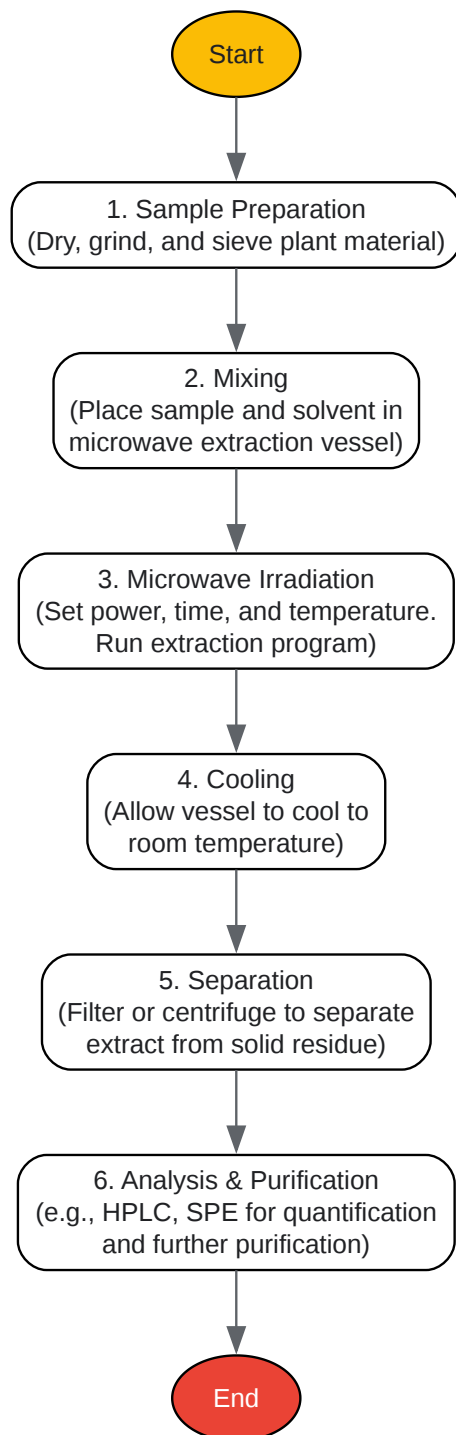 Start
1. Sample Preparation
(Dry, grind, and sieve plant material)
2. Mixing
(Place sample and solvent in
microwave extraction vessel)
3. Microwave Irradiation
(Set power, time, and temperature.
Run extraction program)
4. Cooling
(Allow vessel to cool to
room temperature)
5. Separation
(Filter or centrifuge to separate
extract from solid residue)
6. Analysis & Purification
(e.g., HPLC, SPE for quantification
and further purification)
End